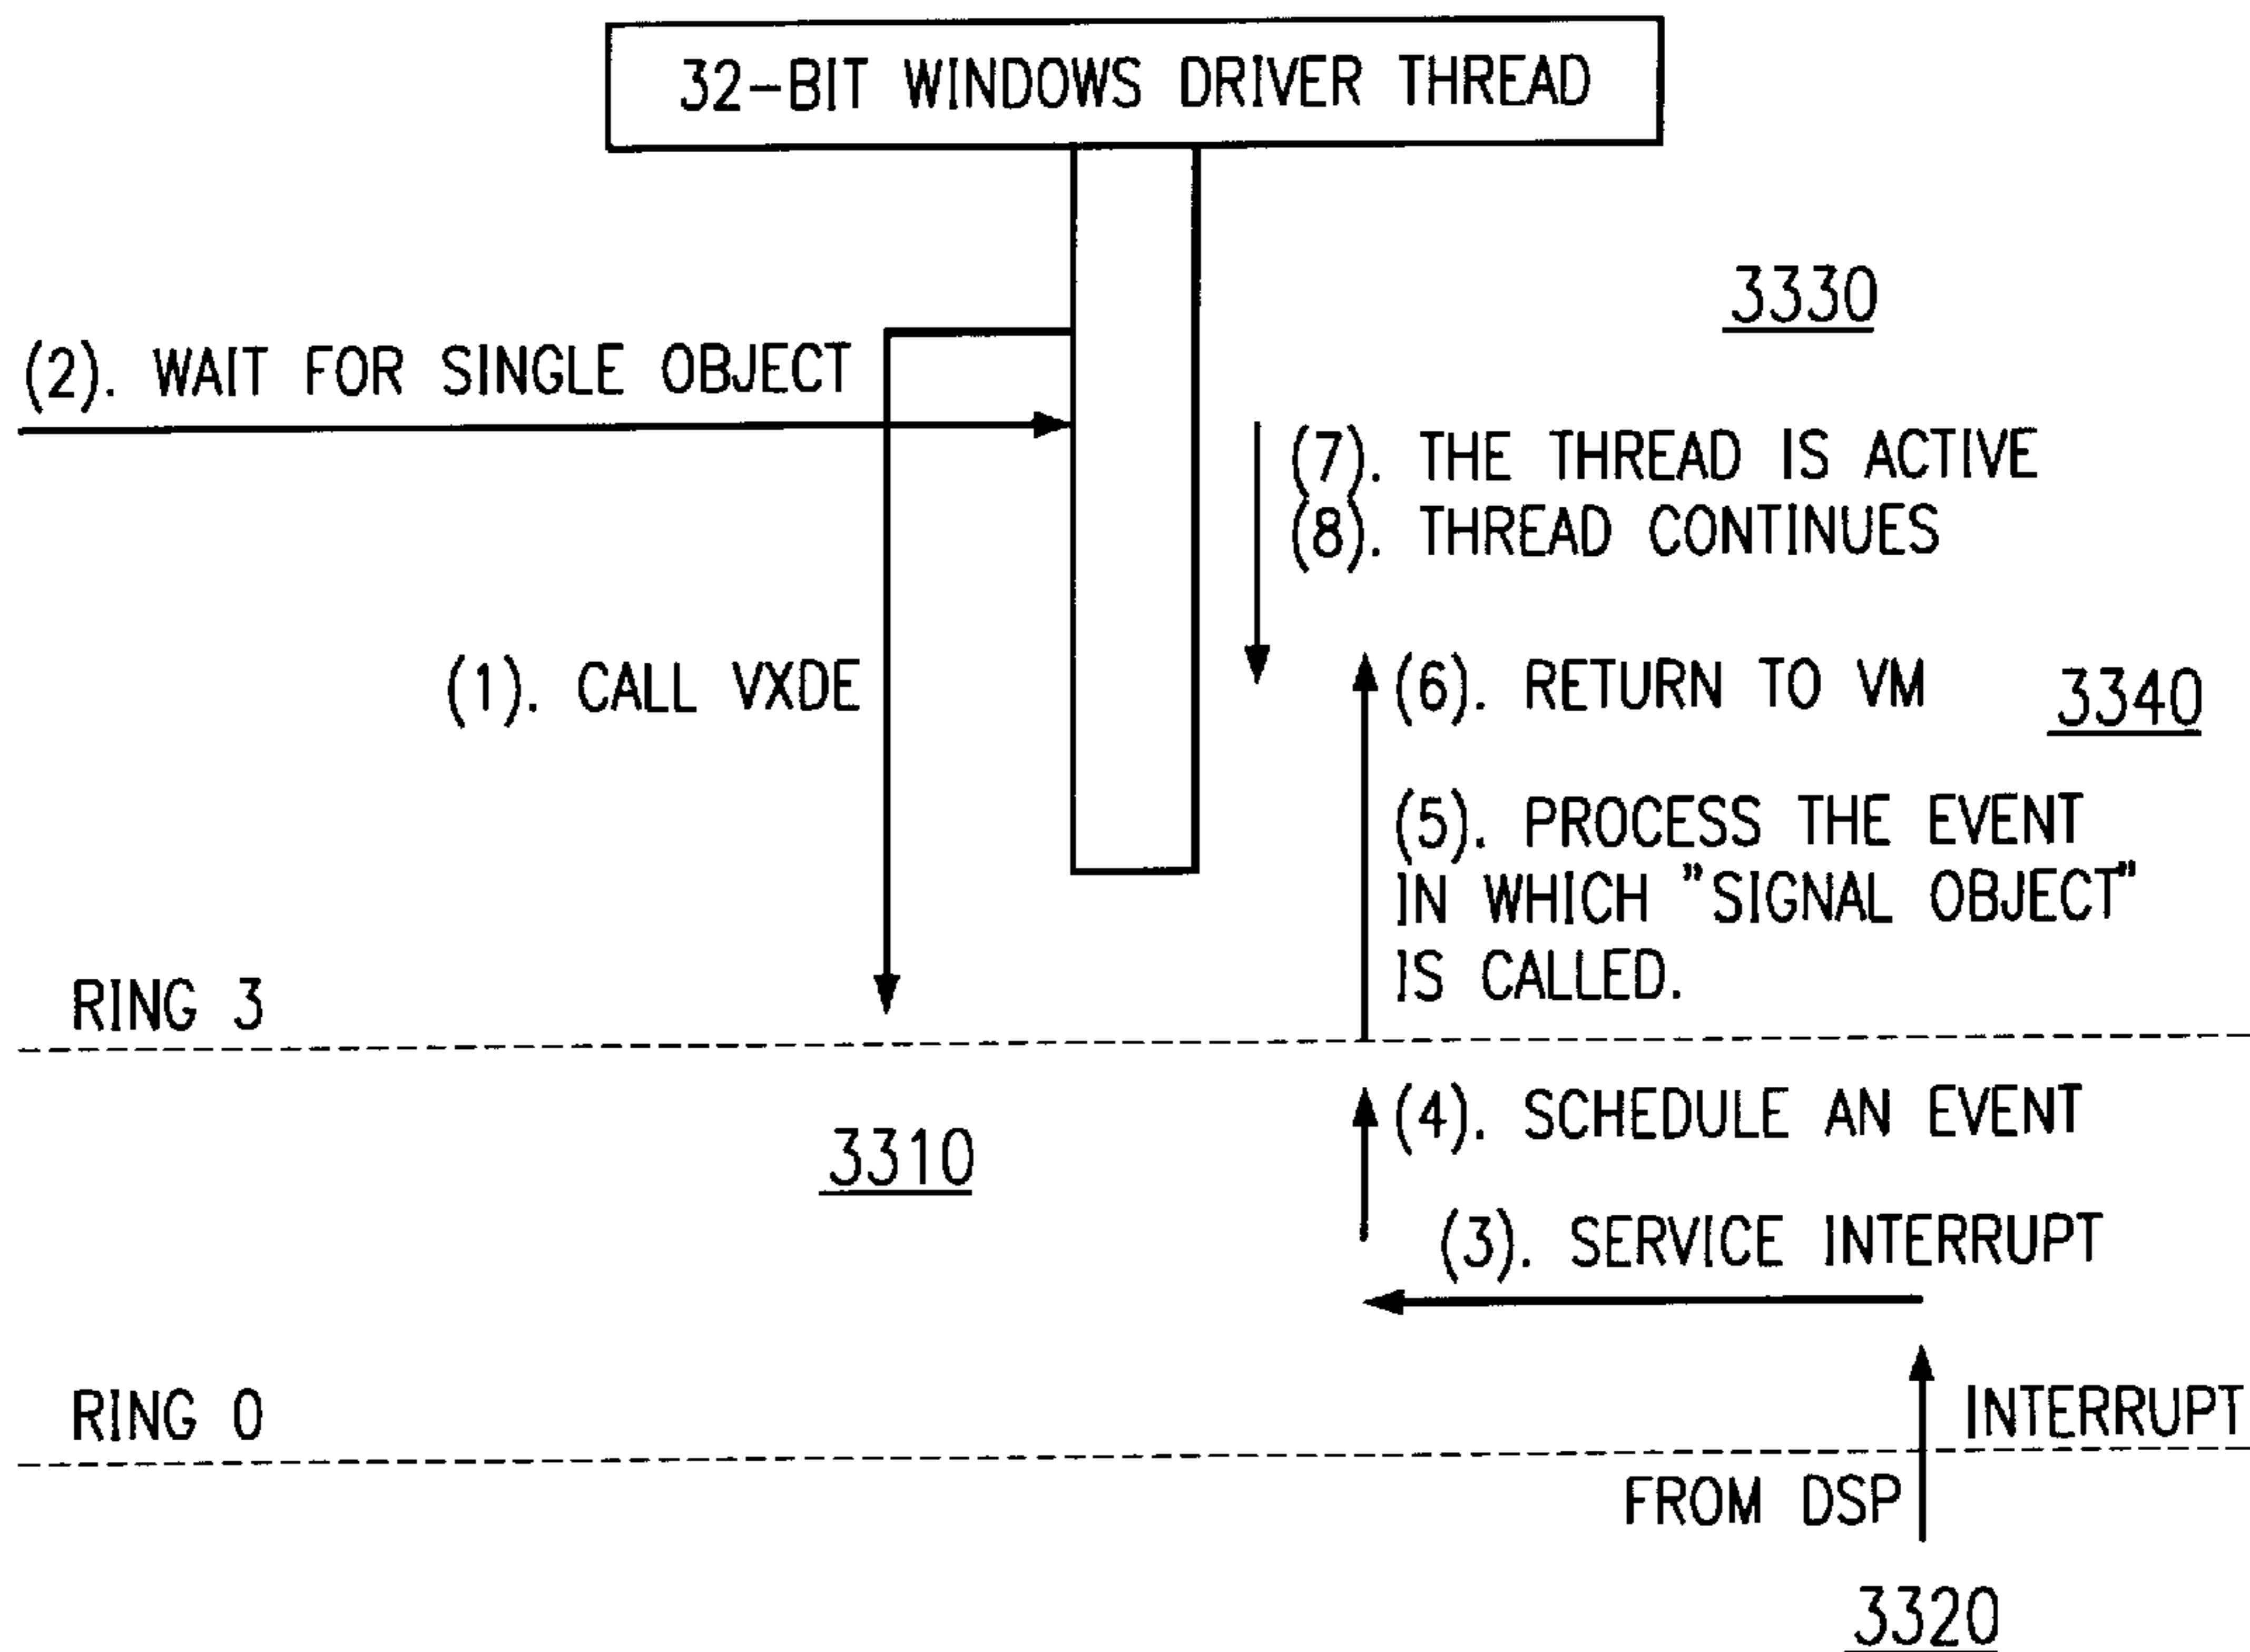 32-BIT WINDOWS DRIVER THREAD
3330
(2). WAIT FOR SINGLE OBJECT
(7). THE THREAD IS ACTIVE
(8). THREAD CONTINUES
(1). CALL VXDE
(6). RETURN TO VM
3340
(5). PROCESS THE EVENT
IN WHICH "SIGNAL OBJECT"
IS CALLED.
RING 3
(4). SCHEDULE AN EVENT
3310
(3). SERVICE INTERRUPT
RING 0
INTERRUPT
FROM DSP
3320